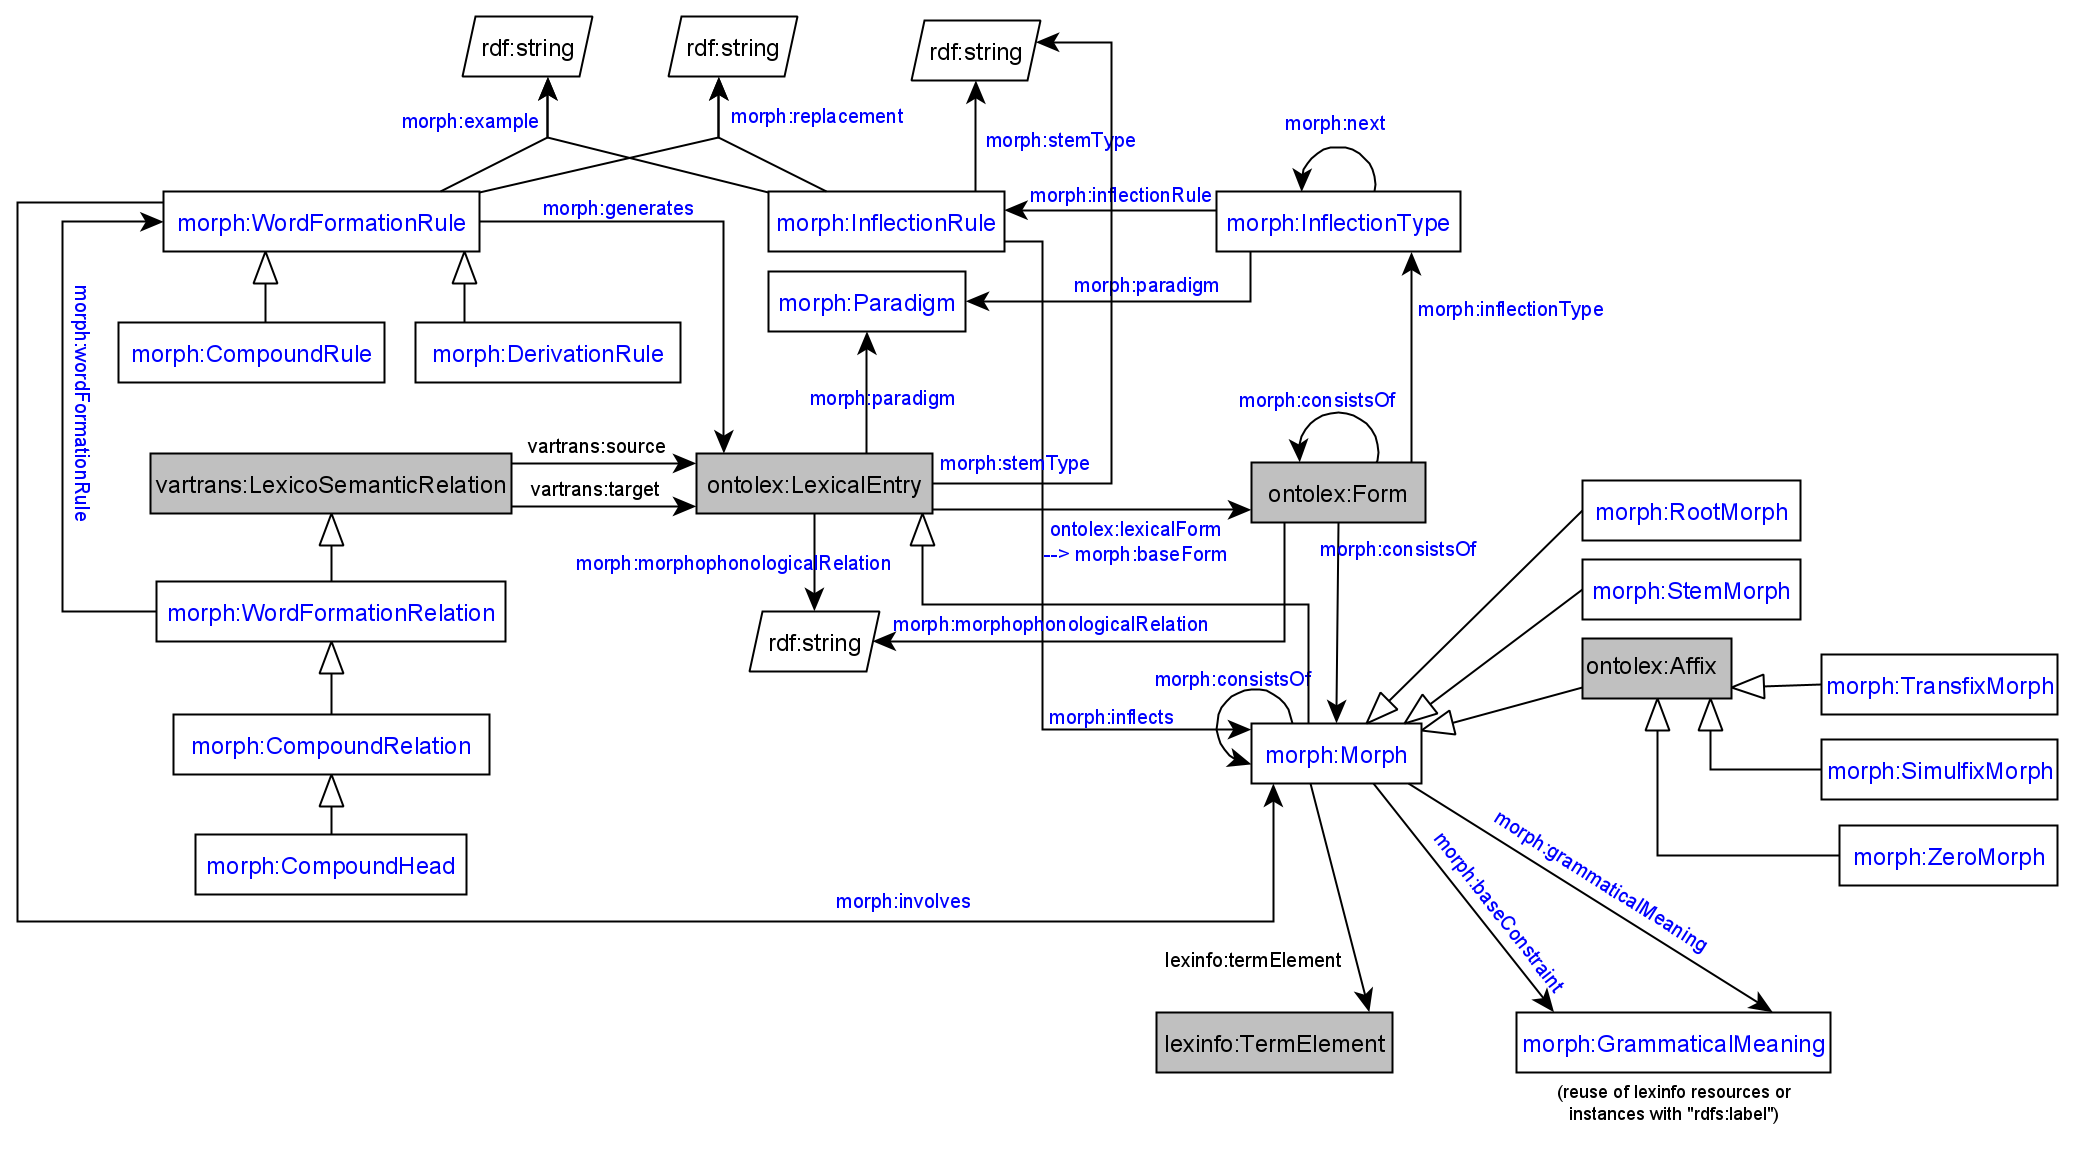 rdf:string
rdf:string
rdf:string
morph:example
morph:replacement
morph:stemType
morph:next
morph:WordFormationRule
morph:generates
morph:InflectionRule
morph:inflectionRule
morph:InflectionType
morph:Paradigm
morph:paradigm
morph:inflectionType
morph:CompoundRule
morph:DerivationRule
morph:wordFormationRule
morph:paradigm
morph:consistsOf
vartrans:LexicoSemanticRelation
vartrans:source
vartrans:target
ontolex:LexicalEntry
morph:stemType
ontolex:Form
ontolex:lexicalForm
--> morph:baseForm
morph:consistsOf
morph:RootMorph
morph:StemMorph
morph:morphophonologicalRelation
morph:WordFormationRelation
rdf:string
morph:morphophonologicalRelation
ontolex:Affix
morph:TransfixMorph
morph:consistsOf
morph:inflects
morph:CompoundRelation
morph:Morph
morph:SimulfixMorph
morph:CompoundHead
morph:ZeroMorph
morph:involves
morph:baseConstraint
morph:grammaticalMeaning
lexinfo:termElement
lexinfo:TermElement
morph:GrammaticalMeaning
(reuse of lexinfo resources or
instances with "rdfs:label")